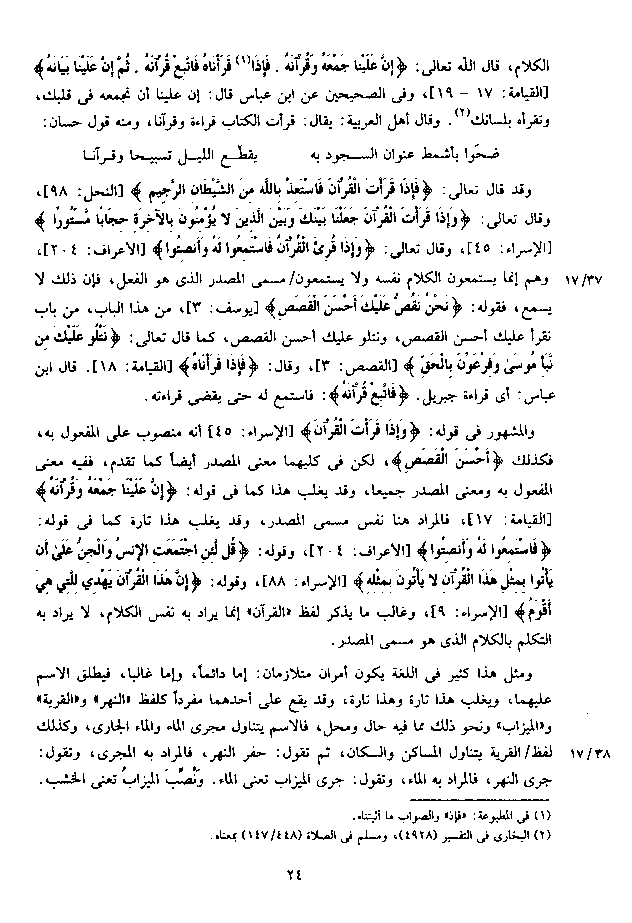 الكلام، قال الله تعالى: ﴿إِنَّ عَلَيْنَا جَمْعَهُ وَقُرْآنَهُ . فَإِذَا(١) قَرَأْنَاهُ فَاتَّبِعْ قُرْآنَهُ . ثُمَّ إِنَّ عَلَيْنَا بَيَانَهُ﴾
[القيامة: ١٧ – ١٩]، وفى الصحيحين عن ابن عباس قال: إن علينا أن نجمعه فى قلبك،
ونقرأه بلسانك(٢). وقال أهل العربية: يقال: قرأت الكتاب قراءة وقرآنا، ومنه قول حسان:
ضحّوا بأشمط عنوان السـجود به يقطّـع الليـل تسبيحـا وقـرآنـا
وقد قال تعالى: ﴿فَإِذَا قَرَأْتَ الْقُرْآنَ فَاسْتَعِذْ بِاللَّهِ مِنَ الشَّيْطَانِ الرَّجِيمِ﴾ [النحل: ٩٨]،
وقال تعالى: ﴿وَإِذَا قَرَأْتَ الْقُرْآنَ جَعَلْنَا بَيْنَكَ وَبَيْنَ الَّذِينَ لا يُؤْمِنُونَ بِالآخِرَةِ حِجَابًا مَّسْتُورًا﴾
[الإسراء: ٤٥]، وقال تعالى: ﴿وَإِذَا قُرِئَ الْقُرْآنُ فَاسْتَمِعُوا لَهُ وَأَنصِتُوا﴾ [الأعراف: ٢٠٤]،
١٧/٣٧ وهم إنما يستمعون الكلام نفسه ولا يستمعون/ مسمى المصدر الذى هو الفعل، فإن ذلك لا
يسمع، فقوله: ﴿نَحْنُ نَقُصُّ عَلَيْكَ أَحْسَنَ الْقَصَصِ﴾ [يوسف: ٣]، من هذا الباب، من باب
نقرأ عليك أحسن القصص، ونتلو عليك أحسن القصص، كما قال تعالى: ﴿نَتْلُو عَلَيْكَ مِن
نَّبَأِ مُوسَىٰ وَفِرْعَوْنَ بِالْحَقِّ﴾ [القصص: ٣]، وقال: ﴿فَإِذَا قَرَأْنَاهُ﴾ [القيامة: ١٨]. قال ابن
عباس: أى قراءة جبريل. ﴿فَاتَّبِعْ قُرْآنَهُ﴾: فاستمع له حتى يقضى قراءته.
والمشهور فى قوله: ﴿وَإِذَا قَرَأْتَ الْقُرْآنَ﴾ [الإسراء: ٤٥] أنه منصوب على المفعول به،
فكذلك ﴿أَحْسَنَ الْقَصَصِ﴾، لكن فى كليهما معنى المصدر أيضاً كما تقدم، ففيه معنى
المفعول به ومعنى المصدر جميعا، وقد يغلب هذا كما فى قوله: ﴿إِنَّ عَلَيْنَا جَمْعَهُ وَقُرْآنَهُ﴾
[القيامة: ١٧]، فالمراد هنا نفس مسمى المصدر، وقد يغلب هذا تارة كما فى قوله:
﴿فَاسْتَمِعُوا لَهُ وَأَنصِتُوا﴾ [الأعراف: ٢٠٤]، وقوله: ﴿قُل لَّئِنِ اجْتَمَعَتِ الإِنسُ وَالْجِنُّ عَلَىٰ أَن
يَأْتُوا بِمِثْلِ هَذَا الْقُرْآنِ لا يَأْتُونَ بِمِثْلِهِ﴾ [الإسراء: ٨٨]، وقوله: ﴿إِنَّ هَذَا الْقُرْآنَ يَهْدِي لِلَّتِي هِيَ
أَقْوَمُ﴾ [الإسراء: ٩]، وغالب ما يذكر لفظ «القرآن» إنما يراد به نفس الكلام، لا يراد به
التكلم بالكلام الذى هو مسمى المصدر.
ومثل هذا كثير فى اللغة يكون أمران متلازمان: إما دائماً، وإما غالبا، فيطلق الاسم
عليهما، ويغلب هذا تارة وهذا تارة، وقد يقع على أحدهما مفرداً كلفظ «النهر» و«القرية»
و«الميزاب» ونحو ذلك مما فيه حال ومحل، فالاسم يتناول مجرى الماء والماء الجارى، وكذلك
١٧/٣٨ لفظ/ القرية يتناول المساكن والسكان، ثم تقول: حفر النهر، فالمراد به المجرى، وتقول:
جرى النهر، فالمراد به الماء، وتقول: جرى الميزاب تعنى الماء. ونُصِّبَ الميزابُ تعنى الخشب.
(١) فى المطبوعة: «فإذ» والصواب ما أثبتناه.
(٢) البخارى فى التفسير (٤٩٢٨)، ومسلم فى الصلاة (١٤٧/٤٤٨) بمعناه.
٢٤